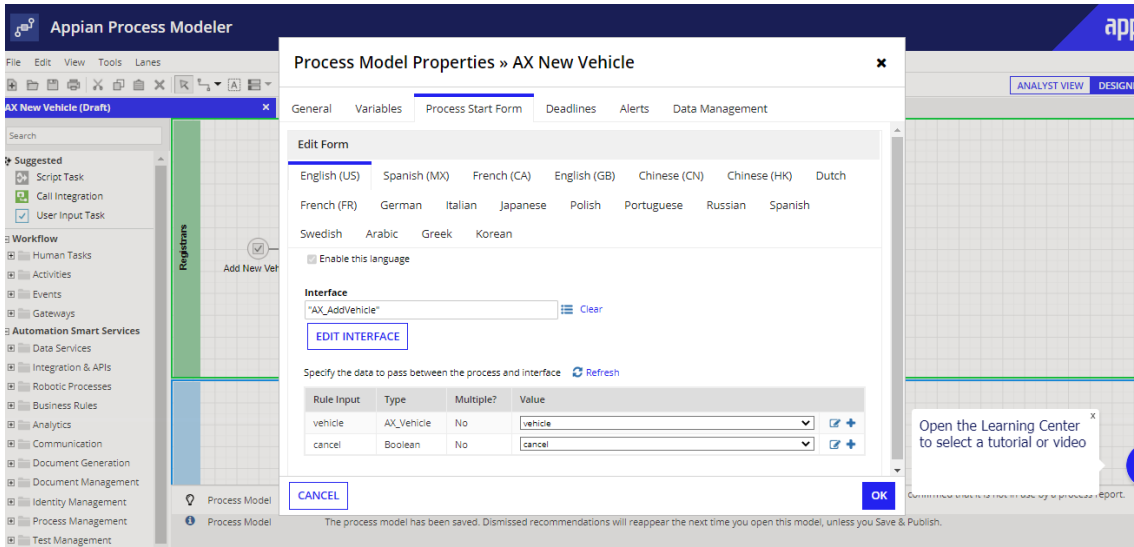 Appian Process Modeler
File Edit View Tools Lanes
ANALYST VIEW
AX New Vehicle (Draft) x
Search
Suggested
Script Task
Call Integration
User Input Task
Workflow
Human Tasks
Activities
Events
Gateways
Automation Smart Services
Data Services
Integration & APIs
Robotic Processes
Business Rules
Analytics
Communication
Document Generation
Document Management
Identity Management
Process Management
Test Management
Registrars
Add New Veh
Process Model Properties » AX New Vehicle
General Variables Process Start Form Deadlines Alerts Data Management
Edit Form
English (US) Spanish (MX) French (CA) English (GB) Chinese (CN) Chinese (HK) Dutch
French (FR) German Italian Japanese Polish Portuguese Russian Spanish
Swedish Arabic Greek Korean
Enable this language
Interface
"AX_AddVehicle" Clear
EDIT INTERFACE
Specify the data to pass between the process and interface Refresh
Rule Input Type Multiple? Value
vehicle AX_Vehicle No vehicle
cancel Boolean No cancel
CANCEL OK
Open the Learning Center x
to select a tutorial or video
Process Model confirmed that it is not in use by a process report.
Process Model The process model has been saved. Dismissed recommendations will reappear the next time you open this model, unless you Save & Publish.